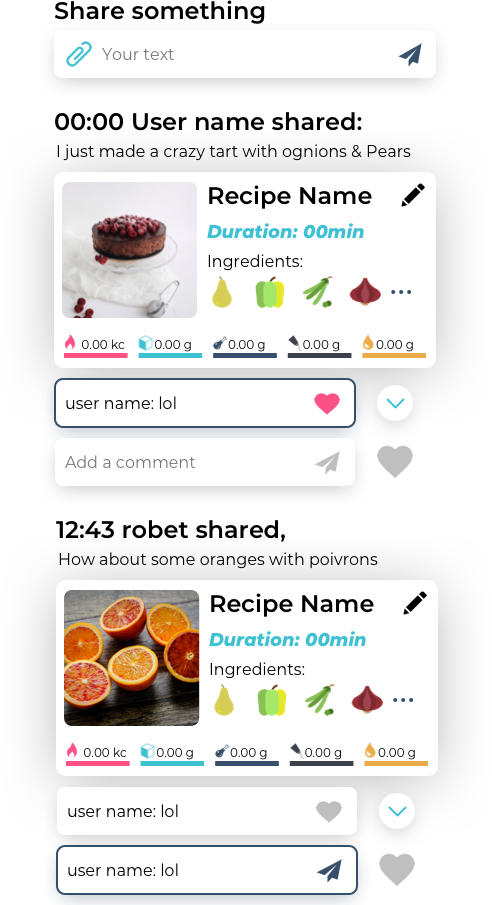 Share something
Your text
00:00 User name shared:
I just made a crazy tart with ognions & Pears
Recipe Name
Duration: 00min
Ingredients:
0.00 kc 0.00 g 0.00 g 0.00 g 0.00 g
user name: lol
Add a comment
12:43 robet shared,
How about some oranges with poivrons
Recipe Name
Duration: 00min
Ingredients:
0.00 kc 0.00 g 0.00 g 0.00 g 0.00 g
user name: lol
user name: lol